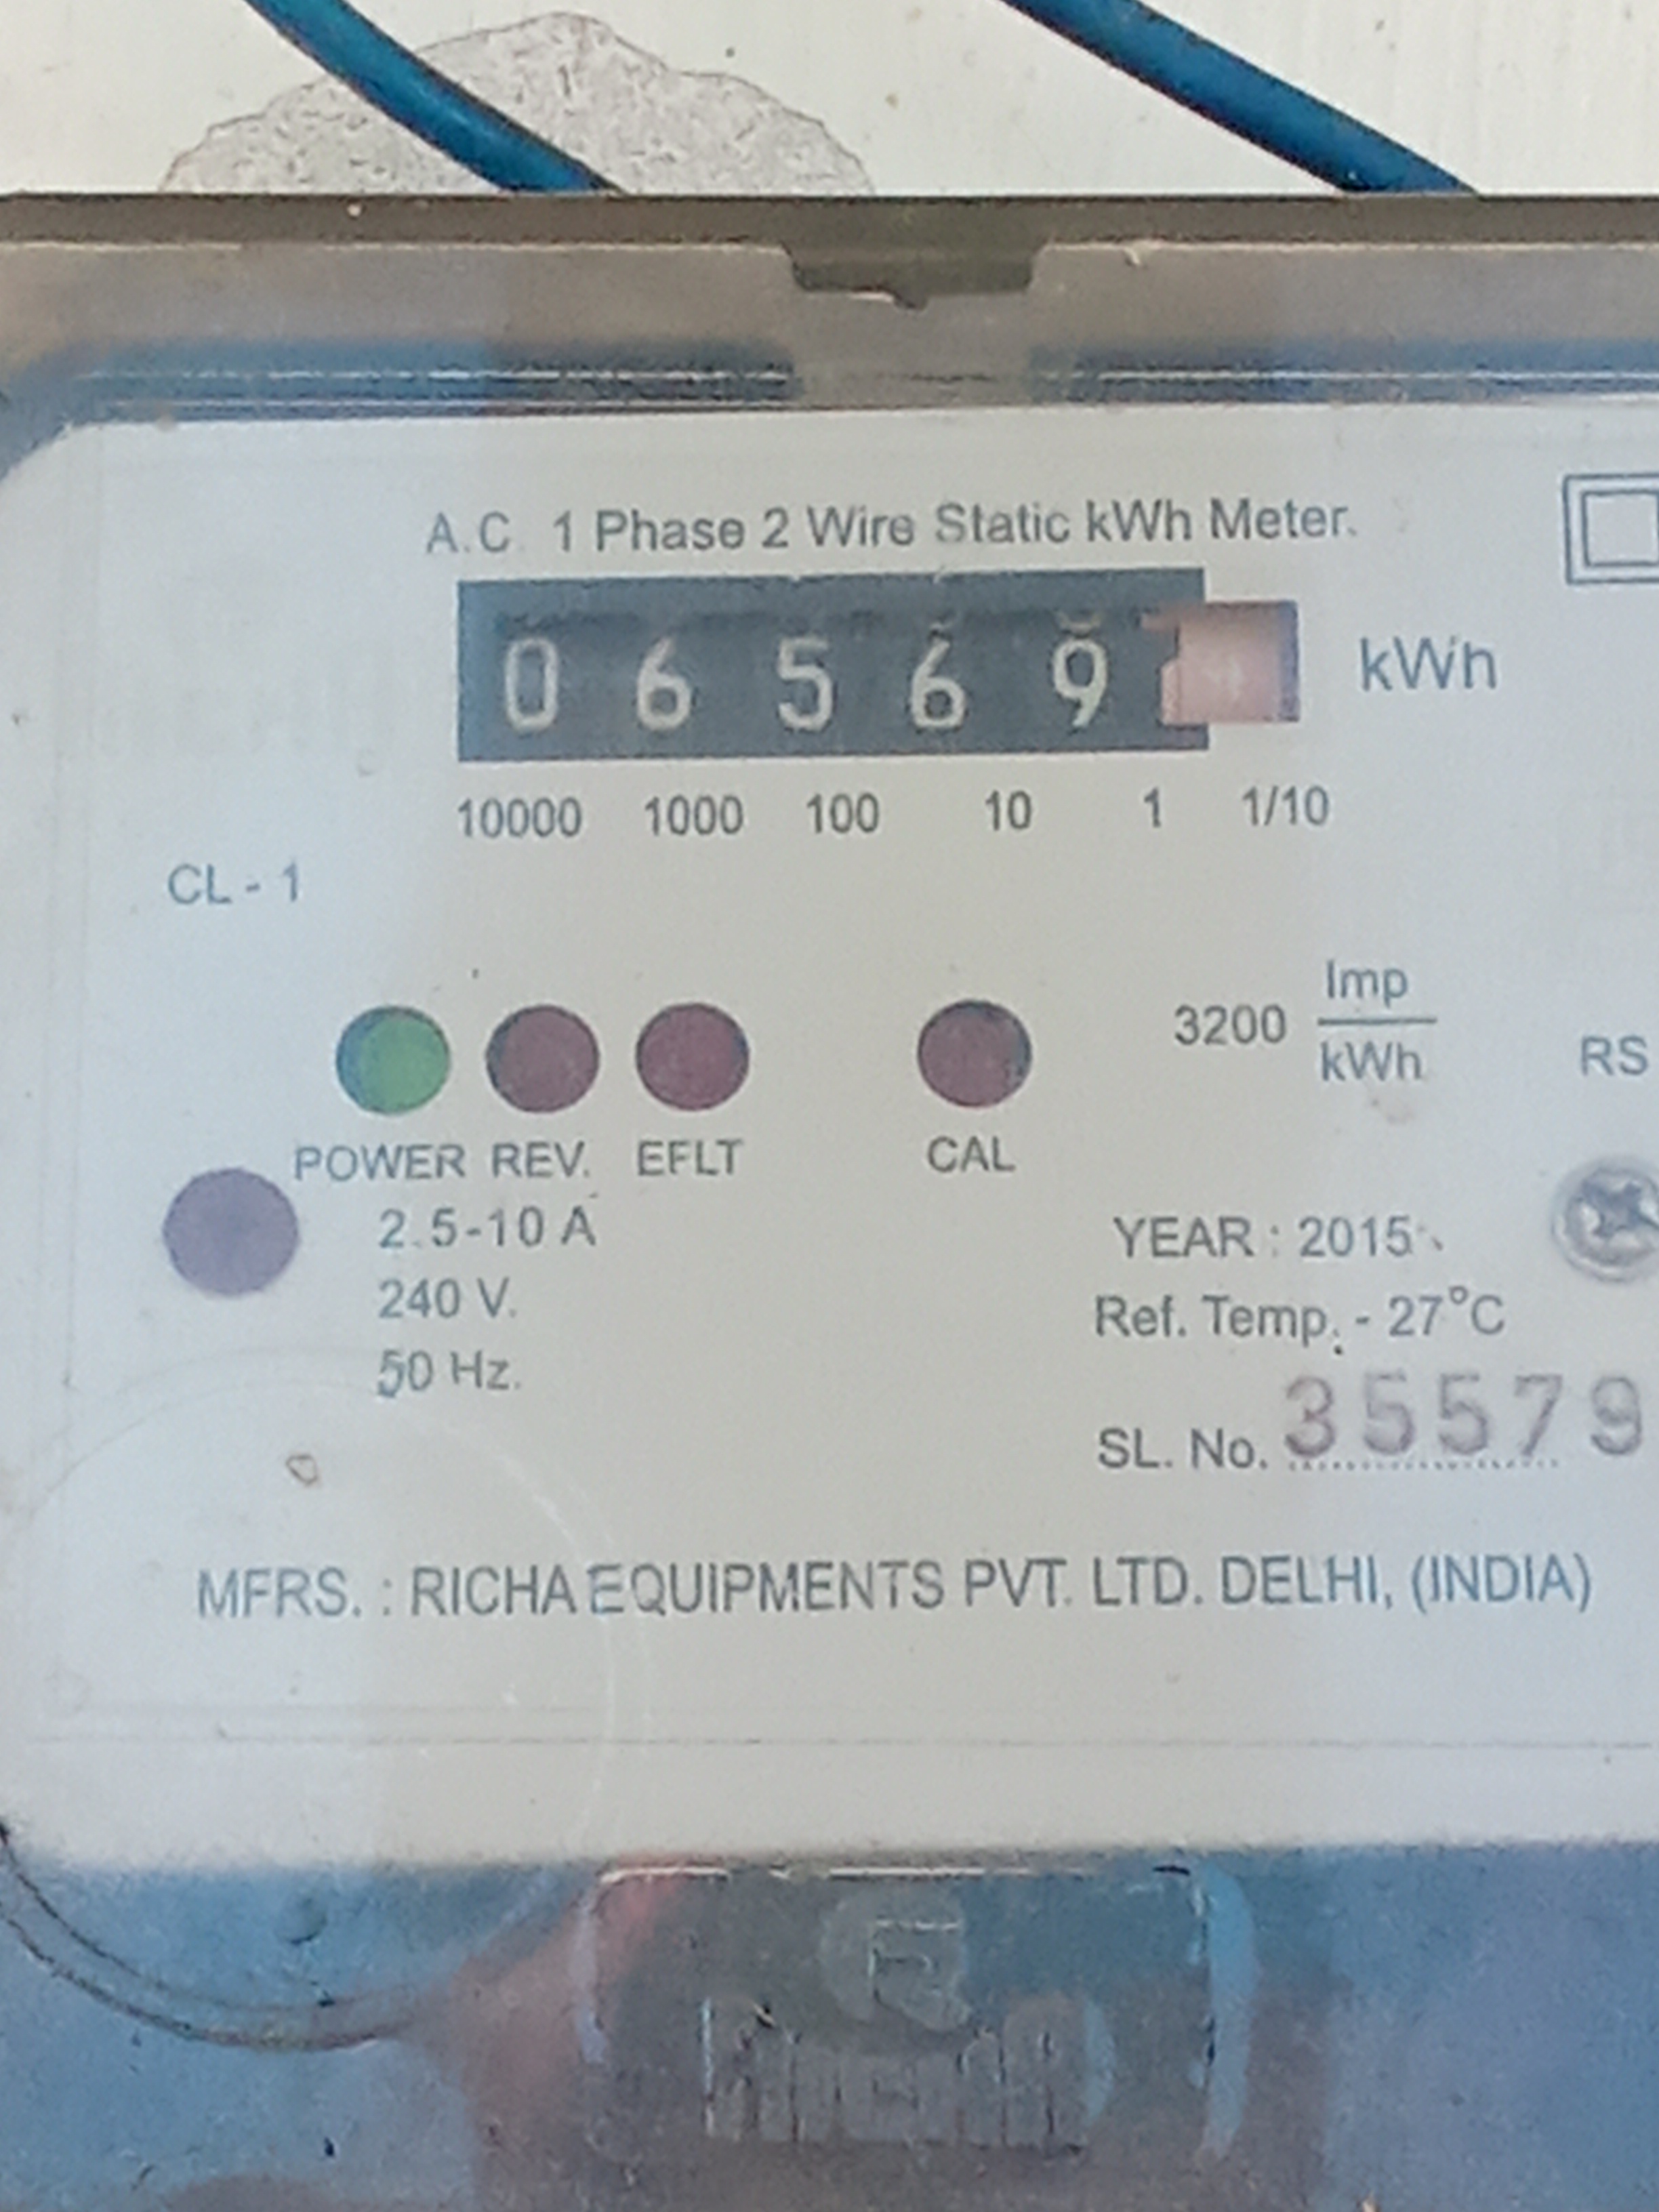 A.C. 1 Phase 2 Wire Static kWh Meter.
0 6 5 6 9 kWh
10000 1000 100 10 1 1/10
CL - 1
3200 Imp/kWh
RS
POWER REV. EFLT CAL
2.5-10 A
240 V.
50 Hz.
YEAR : 2015
Ref. Temp. - 27°C
SL. No. 35579
MFRS. : RICHA EQUIPMENTS PVT. LTD. DELHI, (INDIA)